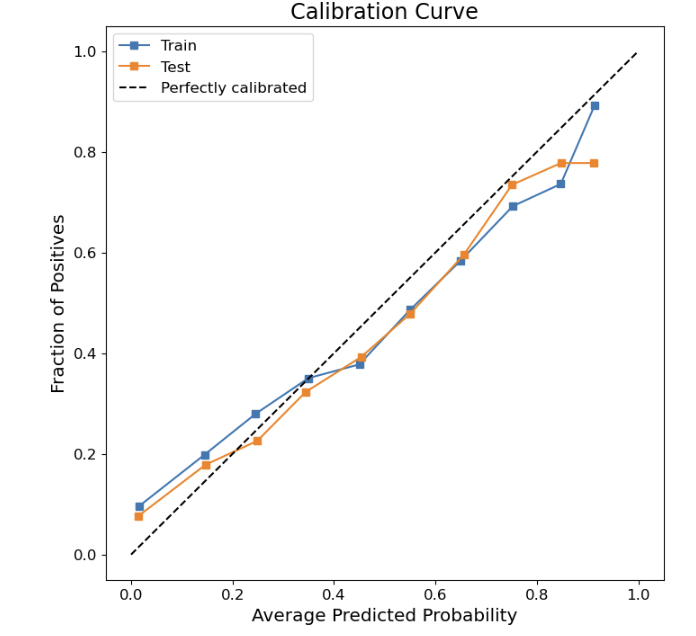 Calibration Curve
Train
Test
Perfectly calibrated
1.0
0.8
0.6
0.4
0.2
0.0
Fraction of Positives
0.0 0.2 0.4 0.6 0.8 1.0
Average Predicted Probability